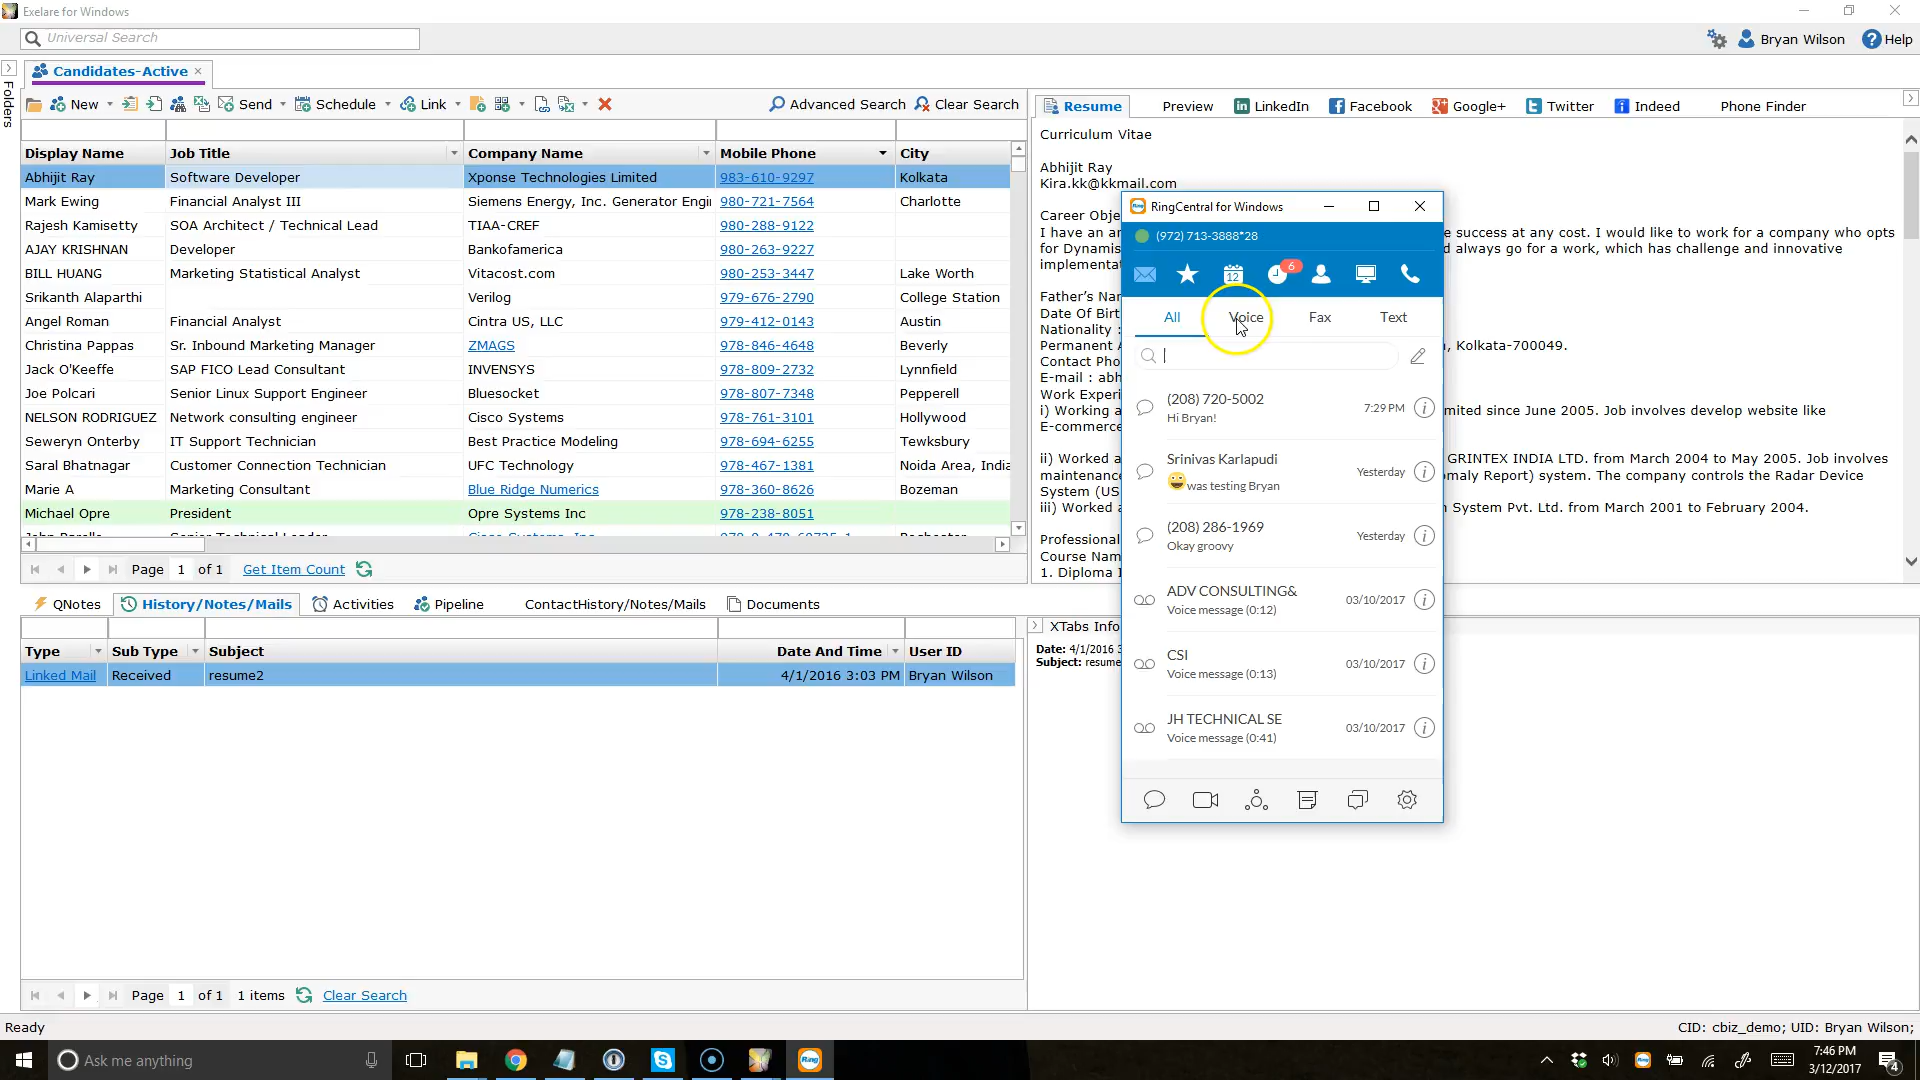 Exelare for Windows
Universal Search
Bryan Wilson
Help
Folders
Candidates-Active ×
New
Send
Schedule
Link
Advanced Search
Clear Search
Display Name Job Title Company Name Mobile Phone City
Abhijit Ray Software Developer Xponse Technologies Limited 983-610-9297 Kolkata
Mark Ewing Financial Analyst III Siemens Energy, Inc. Generator Engi 980-721-7564 Charlotte
Rajesh Kamisetty SOA Architect / Technical Lead TIAA-CREF 980-288-9122
AJAY KRISHNAN Developer Bankofamerica 980-263-9227
BILL HUANG Marketing Statistical Analyst Vitacost.com 980-253-3447 Lake Worth
Srikanth Alaparthi Verilog 979-676-2790 College Station
Angel Roman Financial Analyst Cintra US, LLC 979-412-0143 Austin
Christina Pappas Sr. Inbound Marketing Manager ZMAGS 978-846-4648 Beverly
Jack O'Keeffe SAP FICO Lead Consultant INVENSYS 978-809-2732 Lynnfield
Joe Polcari Senior Linux Support Engineer Bluesocket 978-807-7348 Pepperell
NELSON RODRIGUEZ Network consulting engineer Cisco Systems 978-761-3101 Hollywood
Seweryn Onterby IT Support Technician Best Practice Modeling 978-694-6255 Tewksbury
Saral Bhatnagar Customer Connection Technician UFC Technology 978-467-1381 Noida Area, India
Marie A Marketing Consultant Blue Ridge Numerics 978-360-8626 Bozeman
Michael Opre President Opre Systems Inc 978-238-8051
Page 1 of 1 Get Item Count
Resume Preview LinkedIn Facebook Google+ Twitter Indeed Phone Finder
Curriculum Vitae
Abhijit Ray
Kira.kk@kkmail.com
Career Obje
I have an an e success at any cost. I would like to work for a company who opts
for Dynamis d always go for a work, which has challenge and innovative
implementat
Father's Nar
Date Of Birt
Nationality :
Permanent A , Kolkata-700049.
Contact Pho
E-mail : abh
Work Experi
i) Working a mited since June 2005. Job involves develop website like
E-commerce
ii) Worked a GRINTEX INDIA LTD. from March 2004 to May 2005. Job involves
maintenance maly Report) system. The company controls the Radar Device
System (US
iii) Worked a System Pvt. Ltd. from March 2001 to February 2004.
Professional
Course Nam
1. Diploma I
RingCentral for Windows
(972) 713-3888*28
12
6
All Voice Fax Text
(208) 720-5002 7:29 PM
Hi Bryan!
Srinivas Karlapudi Yesterday
was testing Bryan
(208) 286-1969 Yesterday
Okay groovy
ADV CONSULTING& 03/10/2017
Voice message (0:12)
CSI 03/10/2017
Voice message (0:13)
JH TECHNICAL SE 03/10/2017
Voice message (0:41)
QNotes History/Notes/Mails Activities Pipeline ContactHistory/Notes/Mails Documents
Type Sub Type Subject Date And Time User ID
Linked Mail Received resume2 4/1/2016 3:03 PM Bryan Wilson
XTabs Info
Date: 4/1/2016 3
Subject: resume
Page 1 of 1 1 items Clear Search
Ready
CID: cbiz_demo; UID: Bryan Wilson;
Ask me anything
Ring
7:46 PM
3/12/2017
4